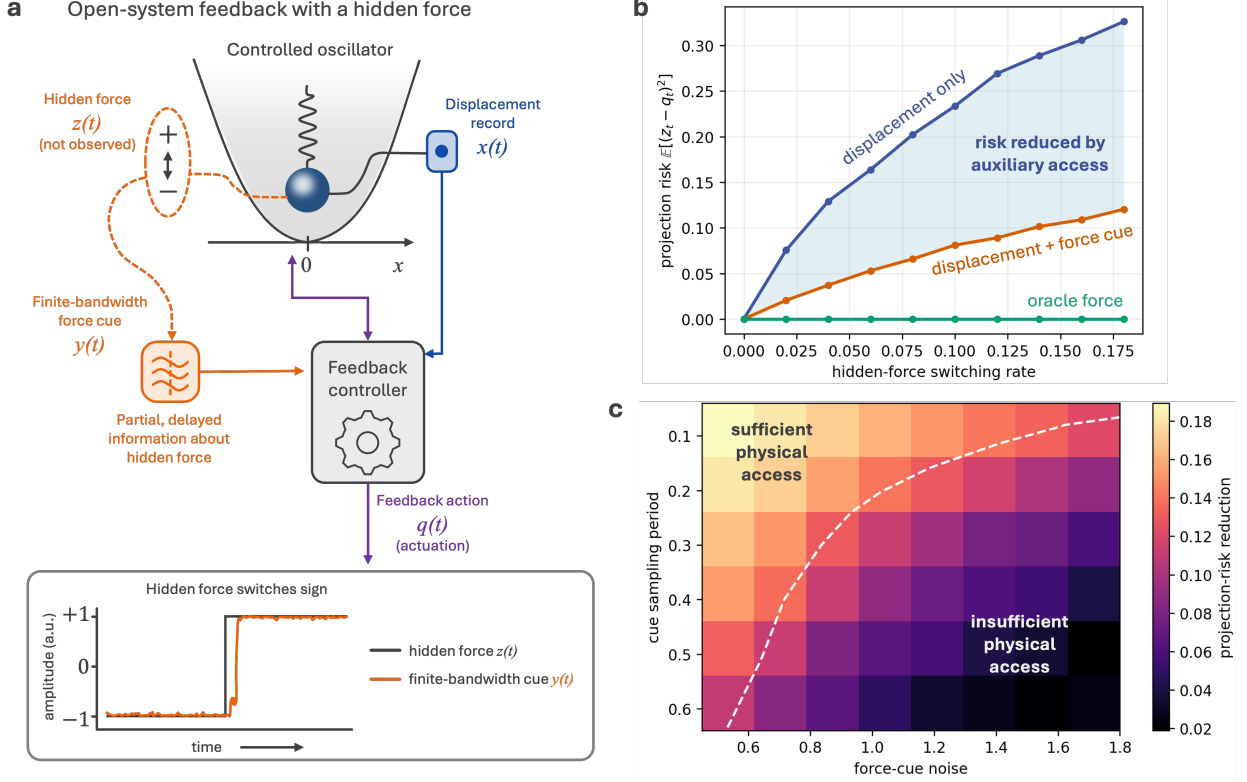 a
Open-system feedback with a hidden force
Controlled oscillator
Hidden force
z(t)
(not observed)
+
−
Displacement
record
x(t)
0
x
Finite-bandwidth
force cue
y(t)
Partial, delayed
information about
hidden force
Feedback
controller
Feedback action
q(t)
(actuation)
Hidden force switches sign
amplitude (a.u.)
+1
0
−1
time
hidden force z(t)
finite-bandwidth cue y(t)
b
projection risk 𝔼[(z_t − q_t)²]
0.30
0.25
0.20
0.15
0.10
0.05
0.00
displacement only
risk reduced by
auxiliary access
displacement + force cue
oracle force
0.000 0.025 0.050 0.075 0.100 0.125 0.150 0.175
hidden-force switching rate
c
cue sampling period
0.1
0.2
0.3
0.4
0.5
0.6
sufficient
physical
access
insufficient
physical
access
0.6 0.8 1.0 1.2 1.4 1.6 1.8
force-cue noise
0.18
0.16
0.14
0.12
0.10
0.08
0.06
0.04
0.02
projection-risk reduction